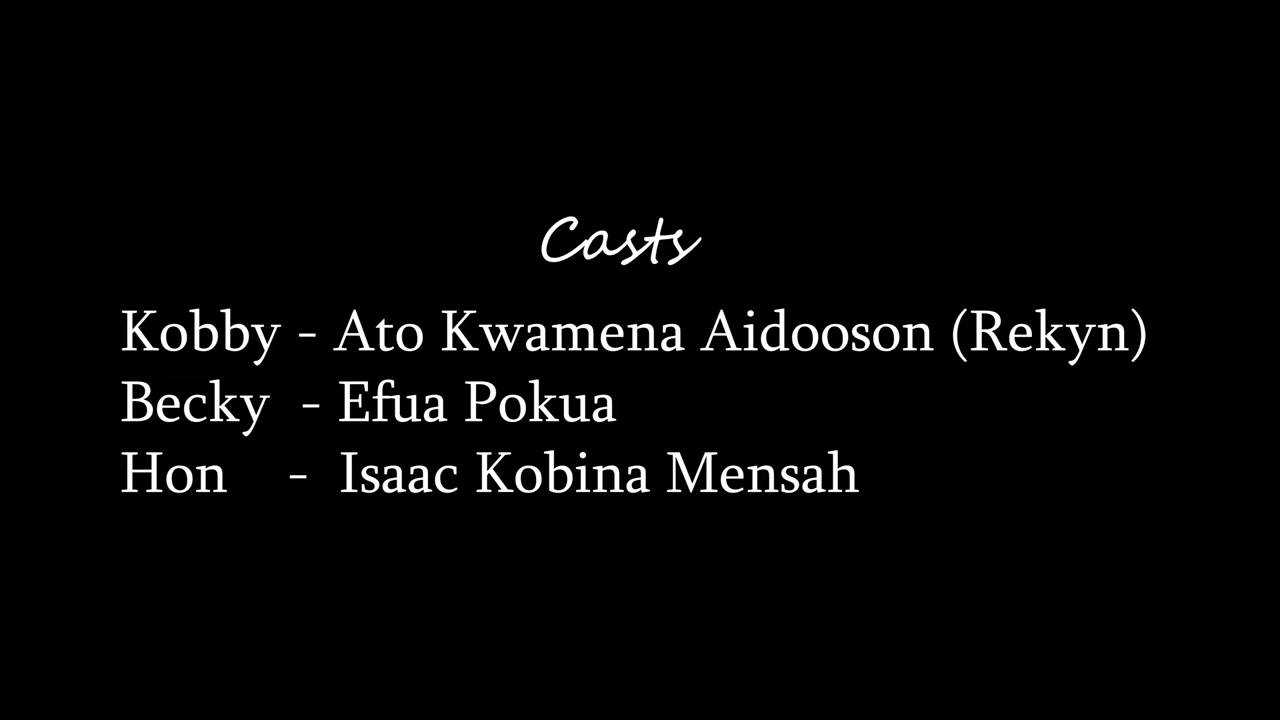 Casts
Kobby - Ato Kwamena Aidooson (Rekyn)
Becky - Efua Pokua
Hon - Isaac Kobina Mensah